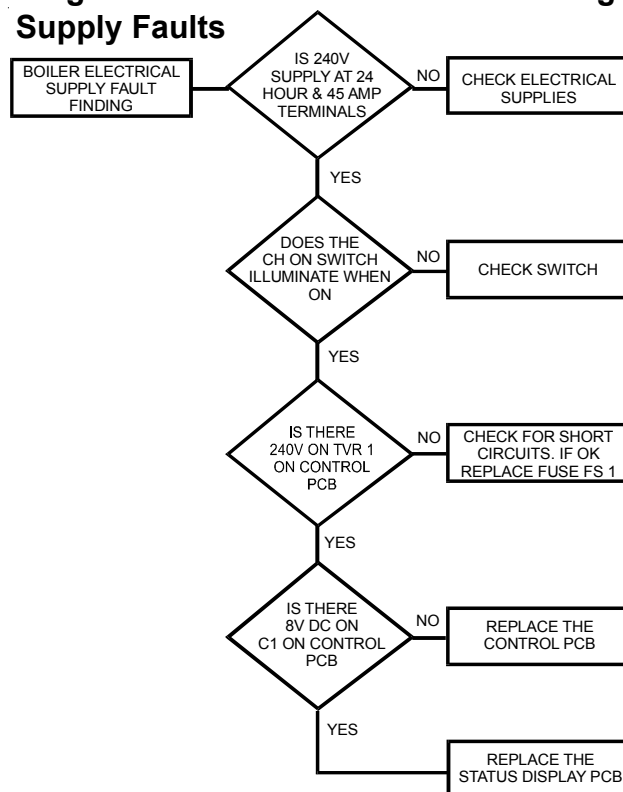 Supply Faults
BOILER ELECTRICAL
SUPPLY FAULT
FINDING
IS 240V
SUPPLY AT 24
HOUR & 45 AMP
TERMINALS
NO
CHECK ELECTRICAL
SUPPLIES
YES
DOES THE
CH ON SWITCH
ILLUMINATE WHEN
ON
NO
CHECK SWITCH
YES
IS THERE
240V ON TVR 1
ON CONTROL
PCB
NO
CHECK FOR SHORT
CIRCUITS. IF OK
REPLACE FUSE FS 1
YES
IS THERE
8V DC ON
C1 ON CONTROL
PCB
NO
REPLACE THE
CONTROL PCB
YES
REPLACE THE
STATUS DISPLAY PCB